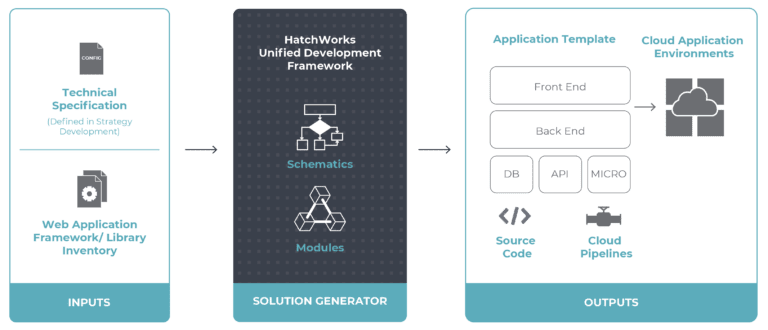 CONFIG
Technical
Specification
(Defined in Strategy
Development)
Web Application
Framework/ Library
Inventory
INPUTS
HatchWorks
Unified Development
Framework
Schematics
Modules
SOLUTION GENERATOR
Application Template
Front End
Back End
DB
API
MICRO
Source
Code
Cloud
Pipelines
Cloud Application
Environments
OUTPUTS